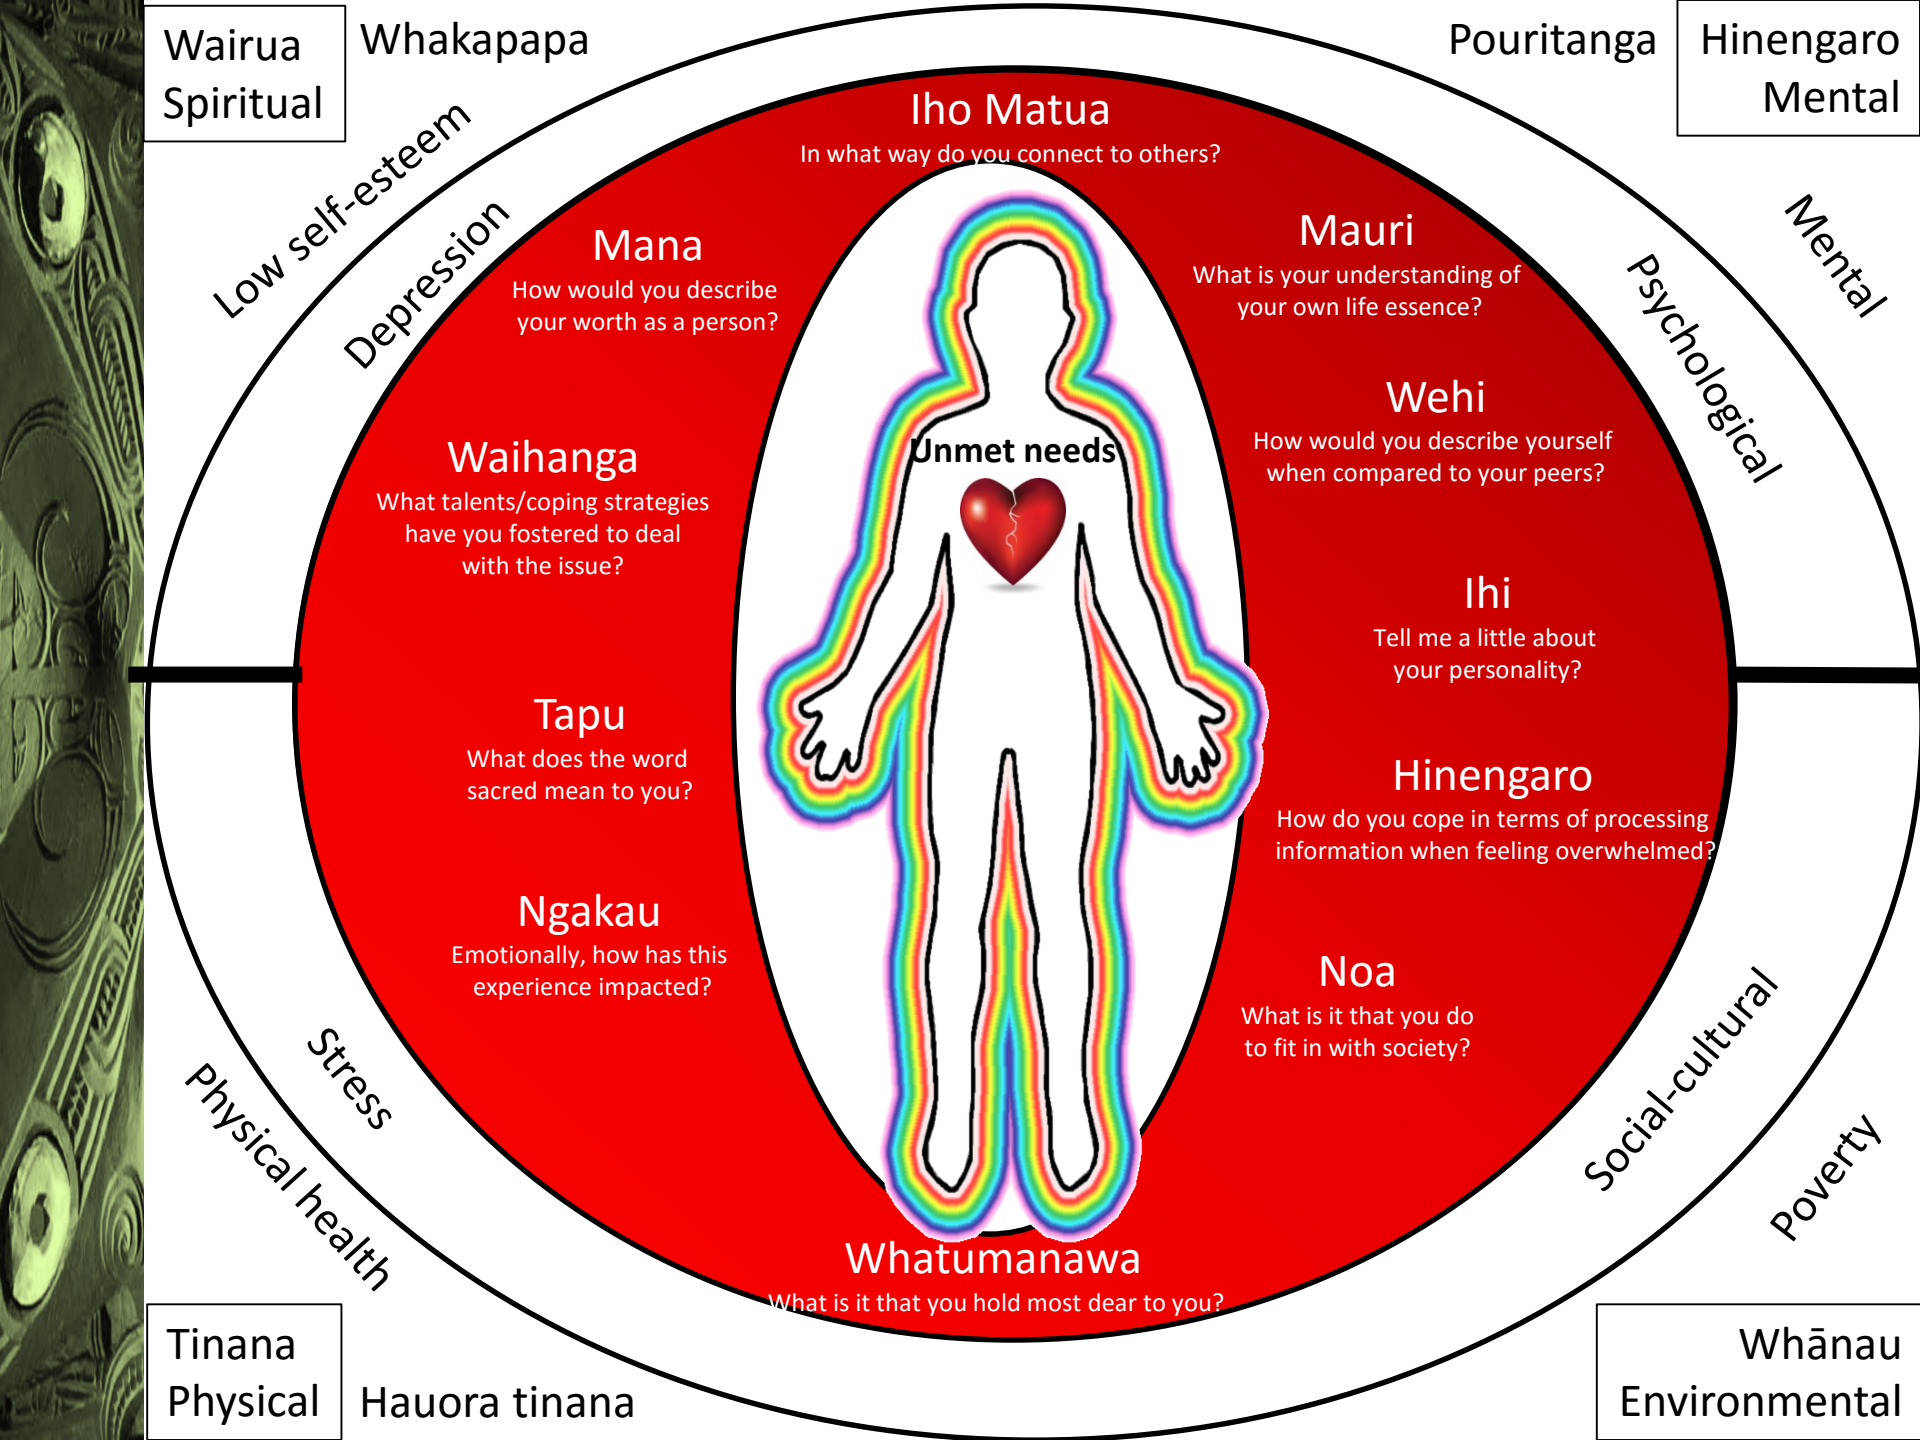 Wairua
Spiritual
Whakapapa
Pouritanga
Hinengaro
Mental
Low self-esteem
Depression
Mental
Psychological
Iho Matua
In what way do you connect to others?
Mana
How would you describe
your worth as a person?
Mauri
What is your understanding of
your own life essence?
Waihanga
What talents/coping strategies
have you fostered to deal
with the issue?
Wehi
How would you describe yourself
when compared to your peers?
Unmet needs
Ihi
Tell me a little about
your personality?
Tapu
What does the word
sacred mean to you?
Hinengaro
How do you cope in terms of processing
information when feeling overwhelmed?
Ngakau
Emotionally, how has this
experience impacted?
Noa
What is it that you do
to fit in with society?
Whatumanawa
What is it that you hold most dear to you?
Stress
Physical health
Social-cultural
Poverty
Tinana
Physical
Hauora tinana
Whānau
Environmental